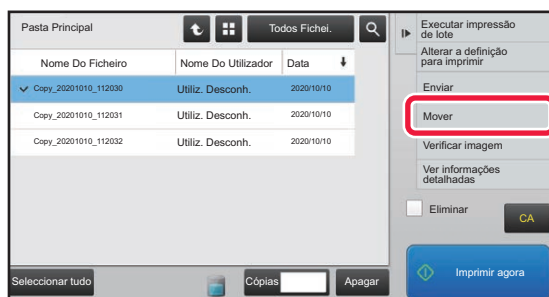 Pasta Principal
Todos Fichei.
Nome Do Ficheiro Nome Do Utilizador Data
Copy_20201010_112030 Utiliz. Desconh. 2020/10/10
Copy_20201010_112031 Utiliz. Desconh. 2020/10/10
Copy_20201010_112032 Utiliz. Desconh. 2020/10/10
Seleccionar tudo
Cópias
Apagar
Executar impressão
de lote
Alterar a definição
para imprimir
Enviar
Mover
Verificar imagem
Ver informações
detalhadas
Eliminar
CA
Imprimir agora